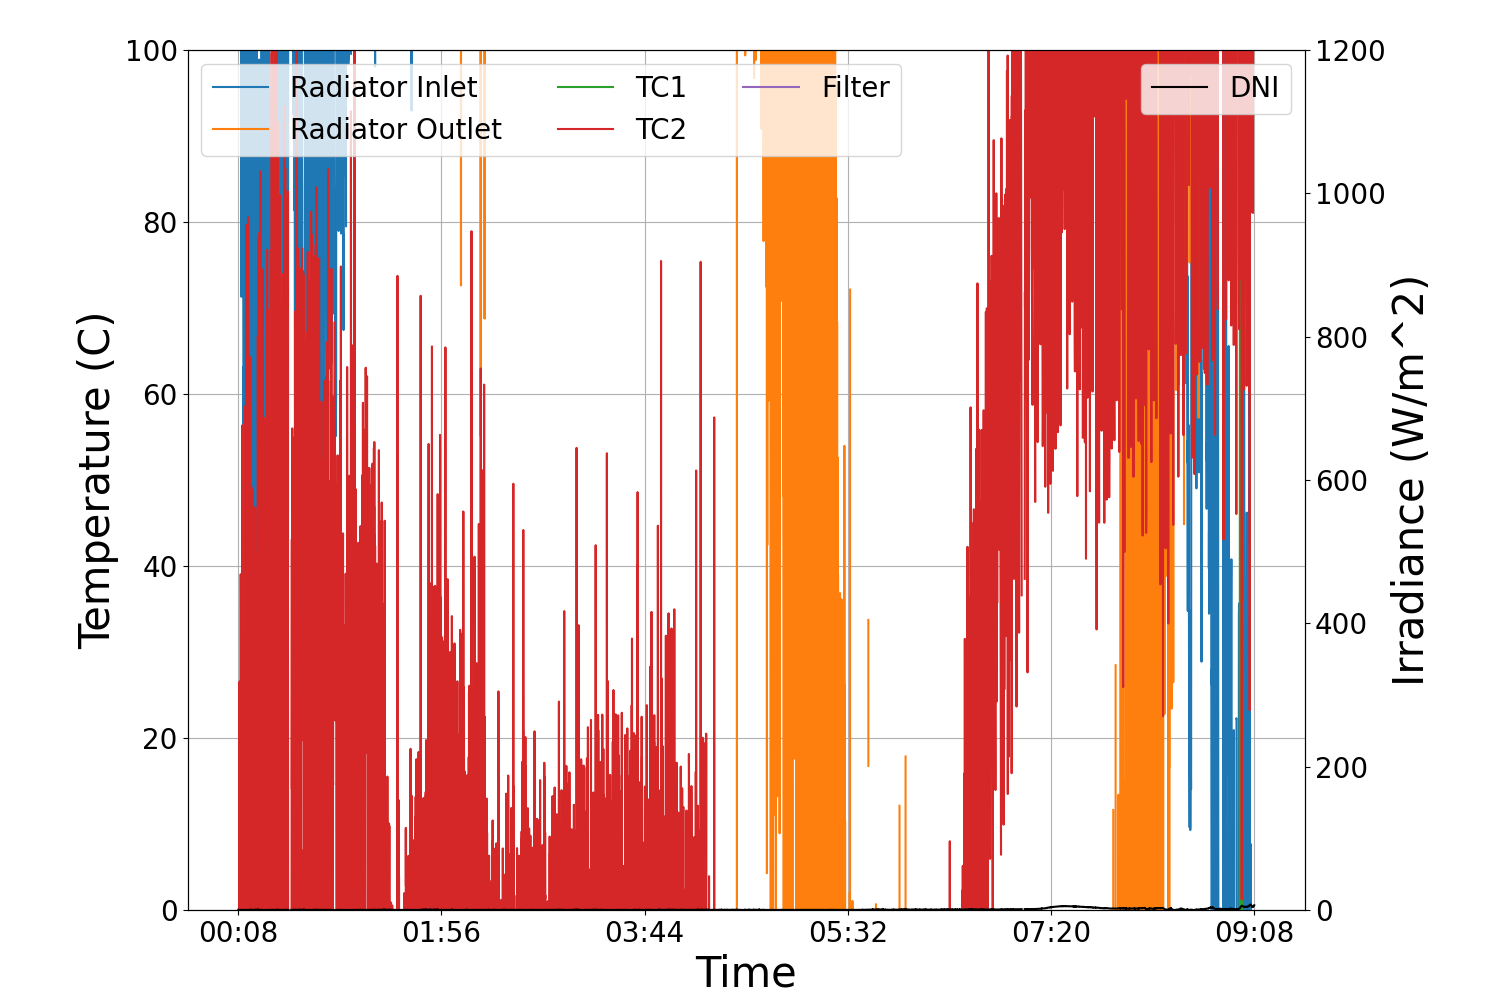 100
80
60
40
20
0
Temperature (C)
Radiator Inlet
Radiator Outlet
TC1
TC2
Filter
DNI
1200
1000
800
600
400
200
0
Irradiance (W/m^2)
00:08 01:56 03:44 05:32 07:20 09:08
Time